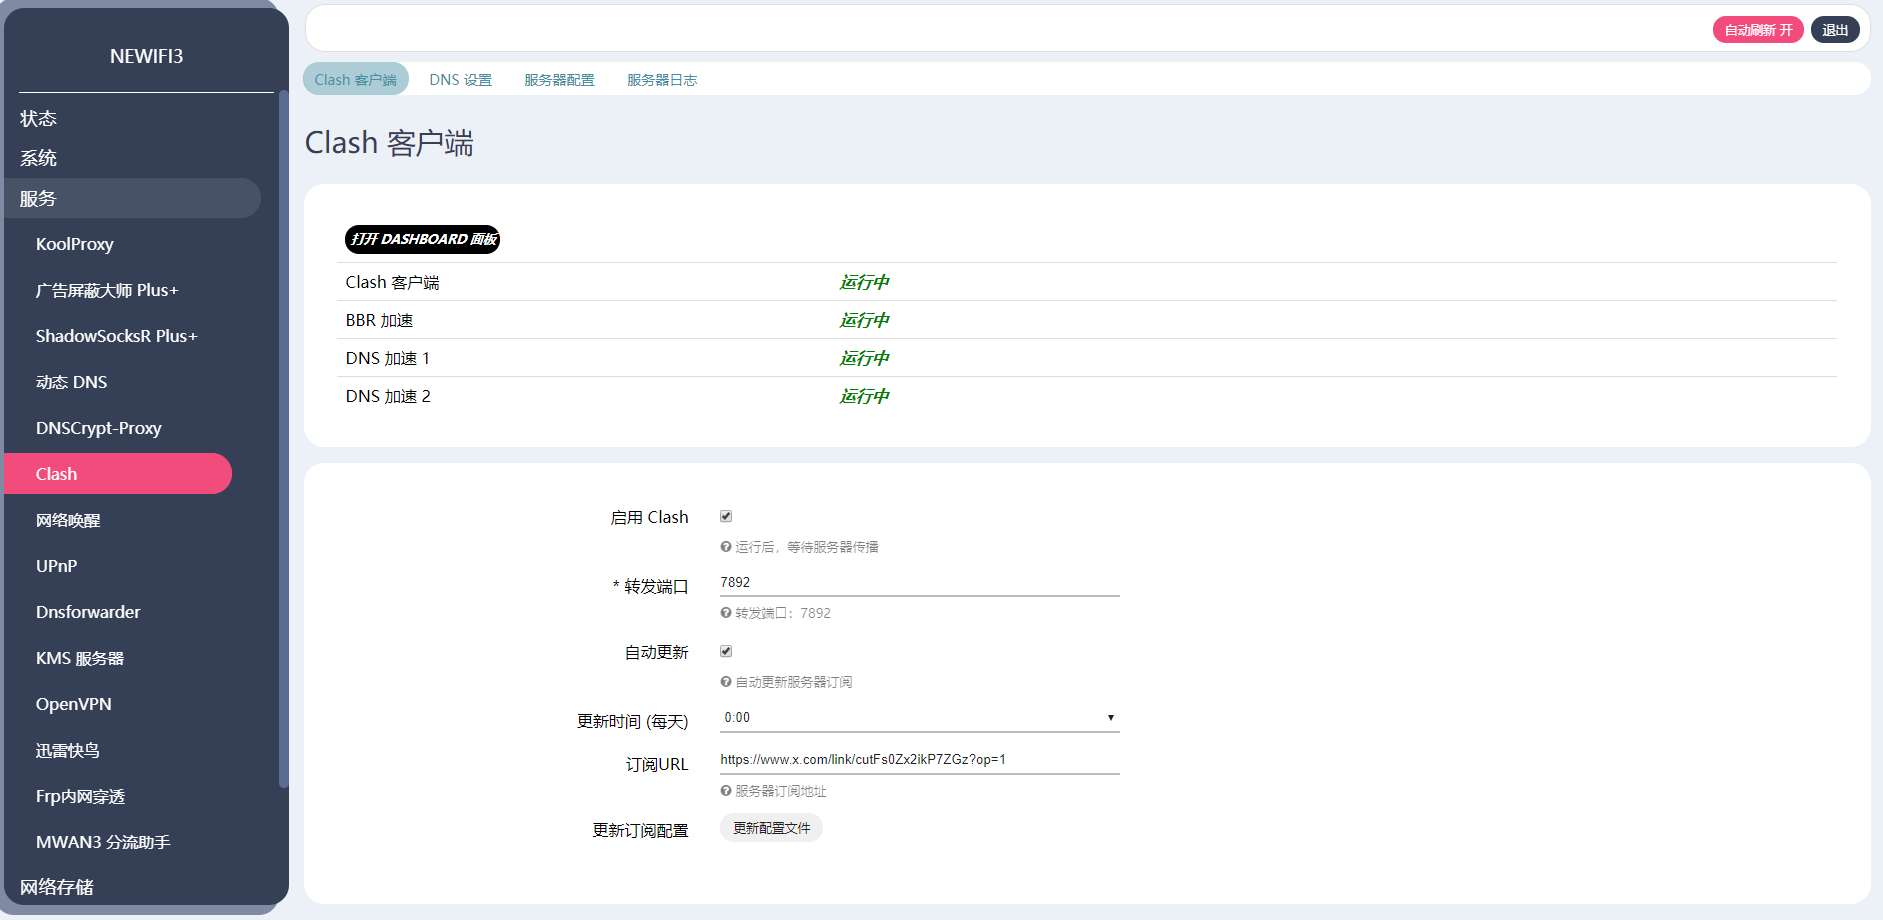 NEWIFI3
状态
系统
服务
KoolProxy
广告屏蔽大师 Plus+
ShadowSocksR Plus+
动态 DNS
DNSCrypt-Proxy
Clash
网络唤醒
UPnP
Dnsforwarder
KMS 服务器
OpenVPN
迅雷快鸟
Frp内网穿透
MWAN3 分流助手
网络存储
自动刷新 开 退出
Clash 客户端 DNS 设置 服务器配置 服务器日志
Clash 客户端
打开 DASHBOARD 面板
Clash 客户端 运行中
BBR 加速 运行中
DNS 加速 1 运行中
DNS 加速 2 运行中
启用 Clash
运行后，等待服务器传播
* 转发端口 7892
转发端口：7892
自动更新
自动更新服务器订阅
更新时间 (每天) 0:00
订阅URL https://www.x.com/link/cutFs0Zx2ikP7ZGz?op=1
服务器订阅地址
更新订阅配置 更新配置文件